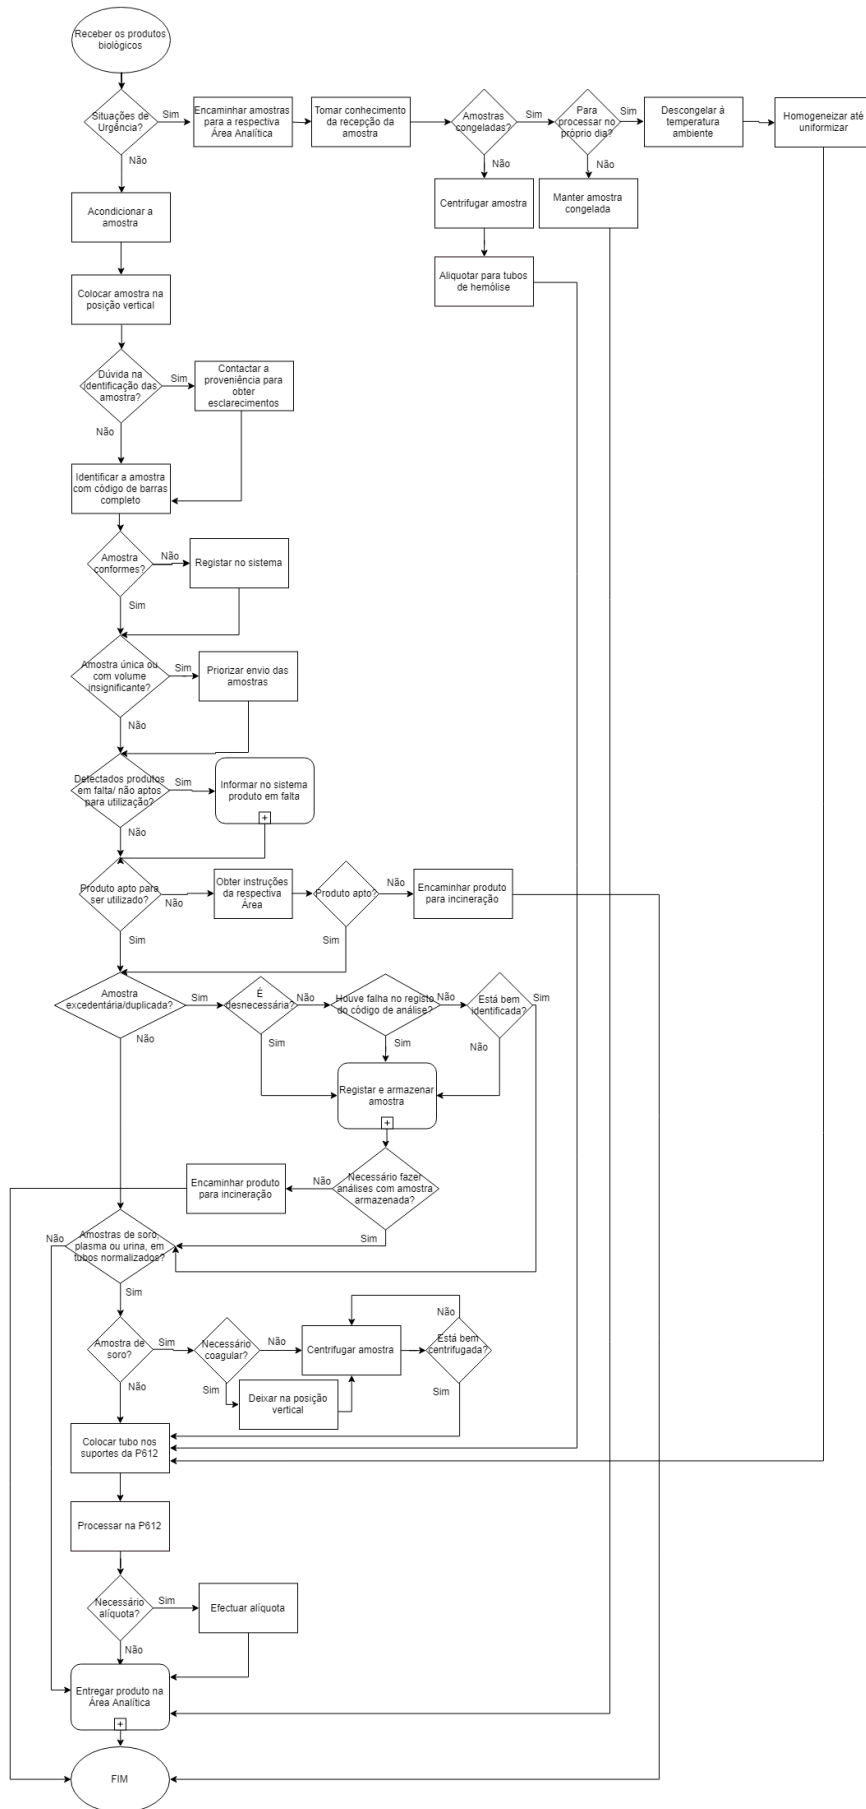 Receber os produtos
biológicos
Situações de
Urgência?
Sim
Não
Encaminhar amostras
para a respectiva
Área Analítica
Tomar conhecimento
da recepção da
amostra
Amostras
congeladas?
Sim
Não
Para
processar no
próprio dia?
Sim
Não
Descongelar à
temperatura
ambiente
Homogeneizar até
uniformizar
Acondicionar a
amostra
Centrifugar amostra
Manter amostra
congelada
Aliquotar para tubos
de hemólise
Colocar amostra na
posição vertical
Dúvida na
identificação das
amostra?
Sim
Não
Contactar a
proveniência para
obter
esclarecimentos
Identificar a amostra
com código de barras
completo
Amostra
conformes?
Não
Sim
Registar no sistema
Amostra única ou
com volume
insignificante?
Sim
Não
Priorizar envio das
amostras
Detectados produtos
em falta/ não aptos
para utilização?
Sim
Não
Informar no sistema
produto em falta
+
Produto apto para
ser utilizado?
Não
Sim
Obter instruções
da respectiva
Área
Produto apto?
Não
Sim
Encaminhar produto
para incineração
Amostra
excedentária/duplicada?
Sim
Não
É
desnecessária?
Não
Sim
Houve falha no registo
do código de análise?
Não
Sim
Está bem
identificada?
Sim
Não
Registar e armazenar
amostra
+
Necessário fazer
análises com amostra
armazenada?
Não
Sim
Encaminhar produto
para incineração
Amostras de soro,
plasma ou urina, em
tubos normalizados?
Não
Sim
Amostra de
soro?
Sim
Não
Necessário
coagular?
Não
Sim
Centrifugar amostra
Não
Está bem
centrifugada?
Sim
Deixar na posição
vertical
Colocar tubo nos
suportes da P612
Processar na P612
Necessário
alíquota?
Sim
Não
Efectuar alíquota
Entregar produto na
Área Analítica
+
FIM